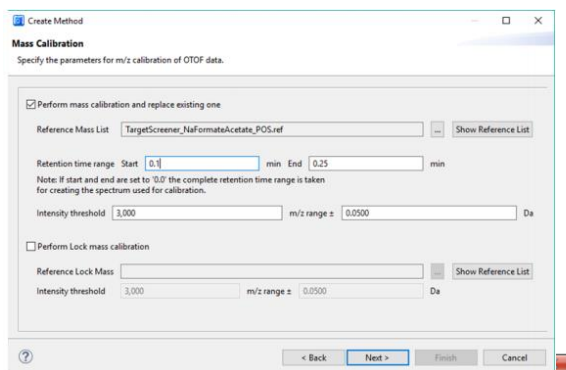 Create Method
Mass Calibration
Specify the parameters for m/z calibration of OTOF data.
Perform mass calibration and replace existing one
Reference Mass List TargetScreener_NaFormateAcetate_POS.ref ... Show Reference List
Retention time range Start 0.1 min End 0.25 min
Note: If start and end are set to '0.0' the complete retention time range is taken
for creating the spectrum used for calibration.
Intensity threshold 3,000 m/z range ± 0.0500 Da
Perform Lock mass calibration
Reference Lock Mass ... Show Reference List
Intensity threshold 3,000 m/z range ± 0.0500 Da
? < Back Next > Finish Cancel